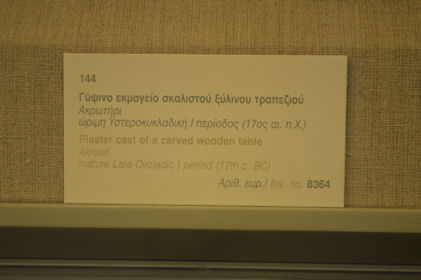 144
Γύψινο εκμαγείο σκαλιστού ξύλινου τραπεζιού
Ακρωτήρι
ώριμη Υστεροκυκλαδική Ι περίοδος (17ος αι. π.Χ.)
Plaster cast of a carved wooden table
Akrotiri
mature Late Cycladic I period (17th c. BC)
Αριθ. ευρ./ Inv. no. 8364